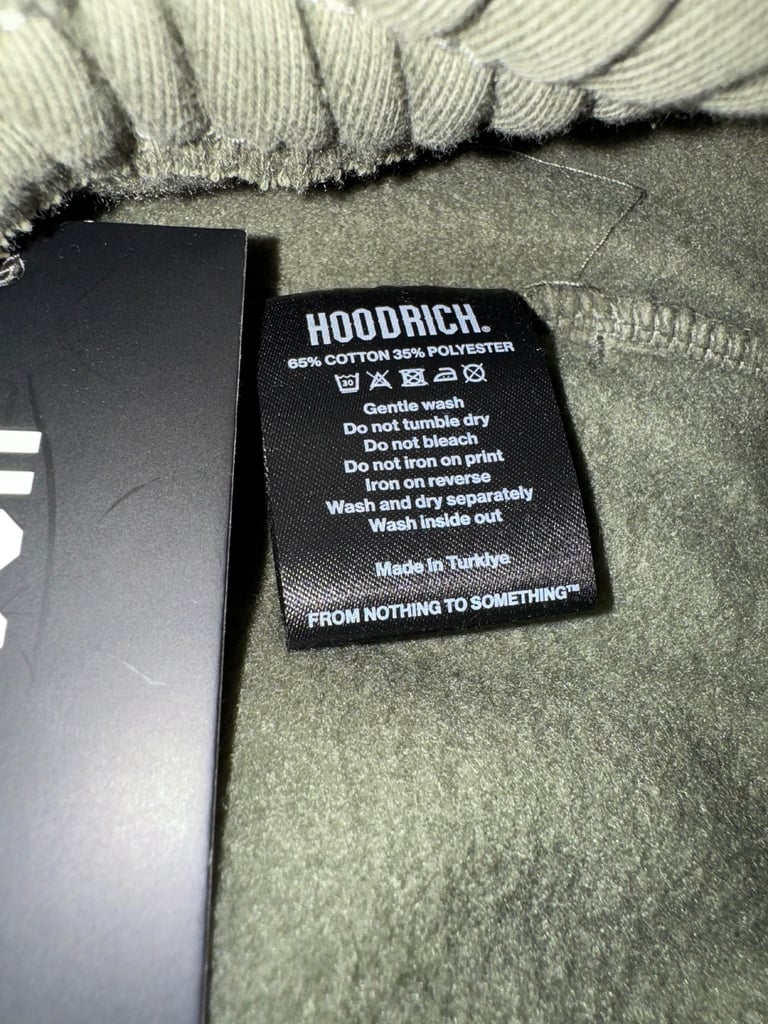 HOODRICH®
65% COTTON 35% POLYESTER
30
Gentle wash
Do not tumble dry
Do not bleach
Do not iron on print
Iron on reverse
Wash and dry separately
Wash inside out
Made in Turkiye
FROM NOTHING TO SOMETHING™